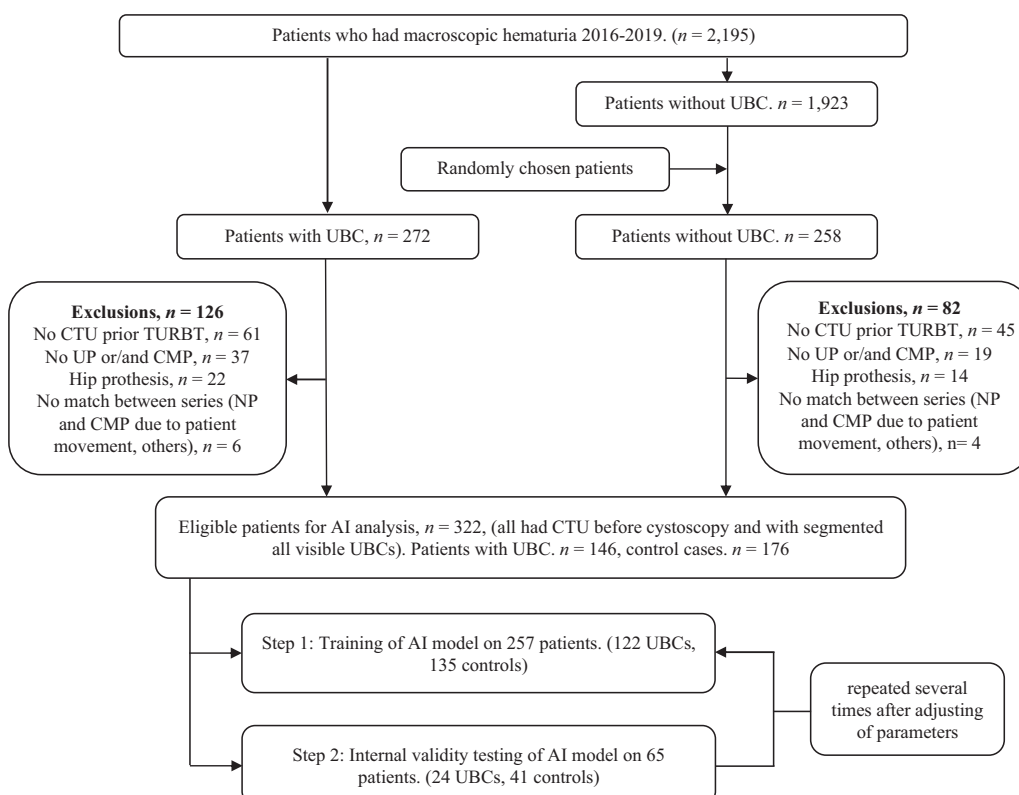 Patients who had macroscopic hematuria 2016-2019. (n = 2,195)
Patients without UBC. n = 1,923
Randomly chosen patients
Patients with UBC, n = 272
Patients without UBC. n = 258
Exclusions, n = 126
No CTU prior TURBT, n = 61
No UP or/and CMP, n = 37
Hip prothesis, n = 22
No match between series (NP
and CMP due to patient
movement, others), n = 6
Exclusions, n = 82
No CTU prior TURBT, n = 45
No UP or/and CMP, n = 19
Hip prothesis, n = 14
No match between series (NP
and CMP due to patient
movement, others), n= 4
Eligible patients for AI analysis, n = 322, (all had CTU before cystoscopy and with segmented
all visible UBCs). Patients with UBC. n = 146, control cases. n = 176
Step 1: Training of AI model on 257 patients. (122 UBCs,
135 controls)
repeated several
times after adjusting
of parameters
Step 2: Internal validity testing of AI model on 65
patients. (24 UBCs, 41 controls)